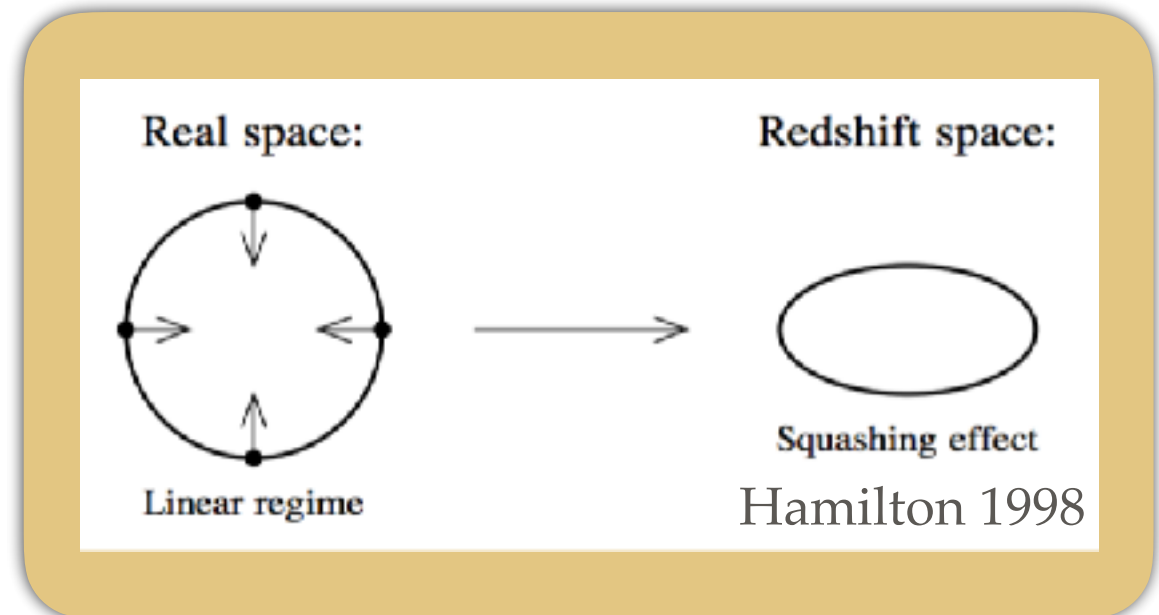 Real space:
Redshift space:
Linear regime
Squashing effect
Hamilton 1998